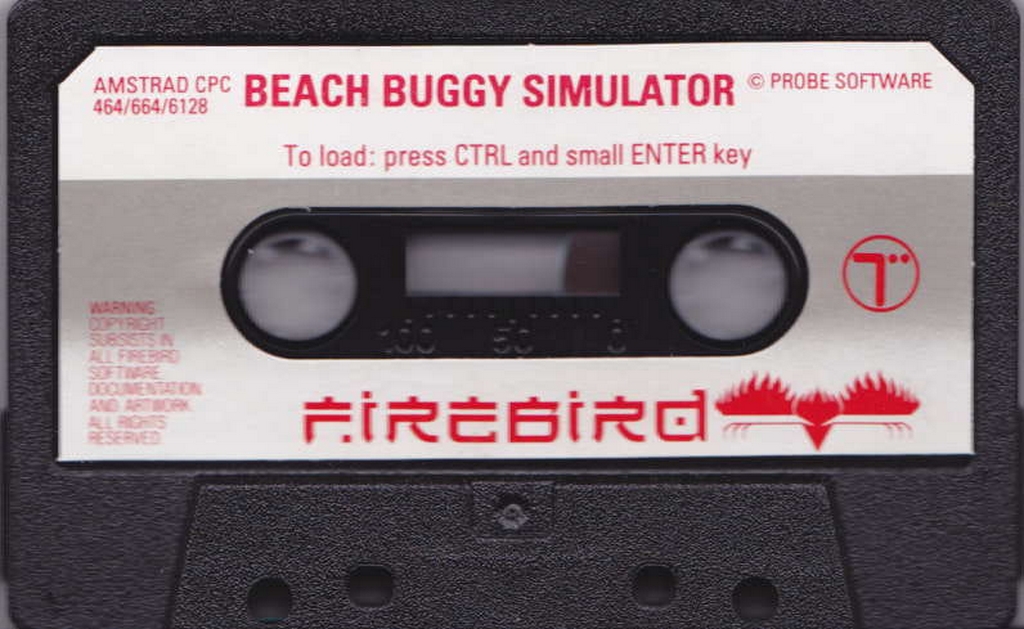 AMSTRAD CPC
464/664/6128
BEACH BUGGY SIMULATOR
© PROBE SOFTWARE
To load: press CTRL and small ENTER key
100 50 0
WARNING
COPYRIGHT
SUBSISTS IN
ALL FIREBIRD
SOFTWARE,
DOCUMENTATION
AND ARTWORK.
ALL RIGHTS
RESERVED.
FIREBIRD